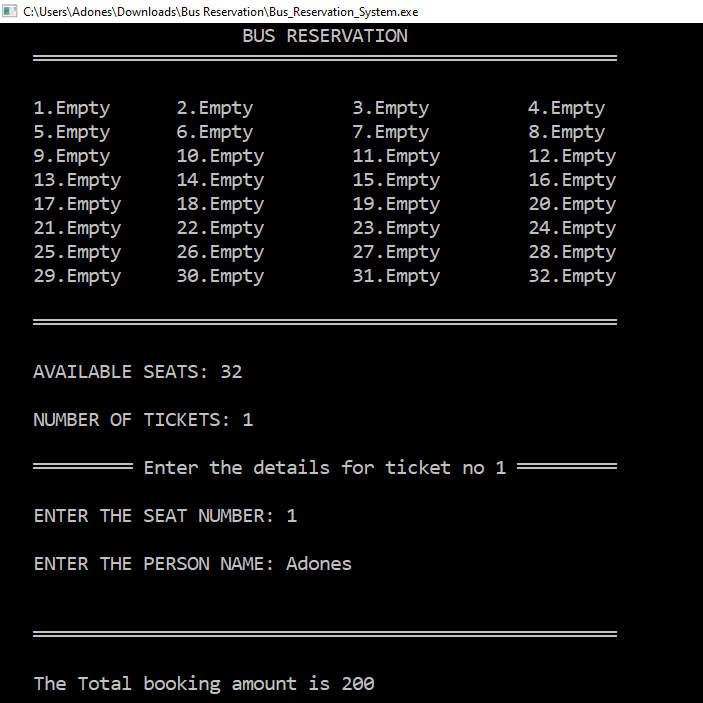 C:\Users\Adones\Downloads\Bus Reservation\Bus_Reservation_System.exe
BUS RESERVATION
1.Empty 2.Empty 3.Empty 4.Empty
5.Empty 6.Empty 7.Empty 8.Empty
9.Empty 10.Empty 11.Empty 12.Empty
13.Empty 14.Empty 15.Empty 16.Empty
17.Empty 18.Empty 19.Empty 20.Empty
21.Empty 22.Empty 23.Empty 24.Empty
25.Empty 26.Empty 27.Empty 28.Empty
29.Empty 30.Empty 31.Empty 32.Empty
AVAILABLE SEATS: 32
NUMBER OF TICKETS: 1
Enter the details for ticket no 1
ENTER THE SEAT NUMBER: 1
ENTER THE PERSON NAME: Adones
The Total booking amount is 200